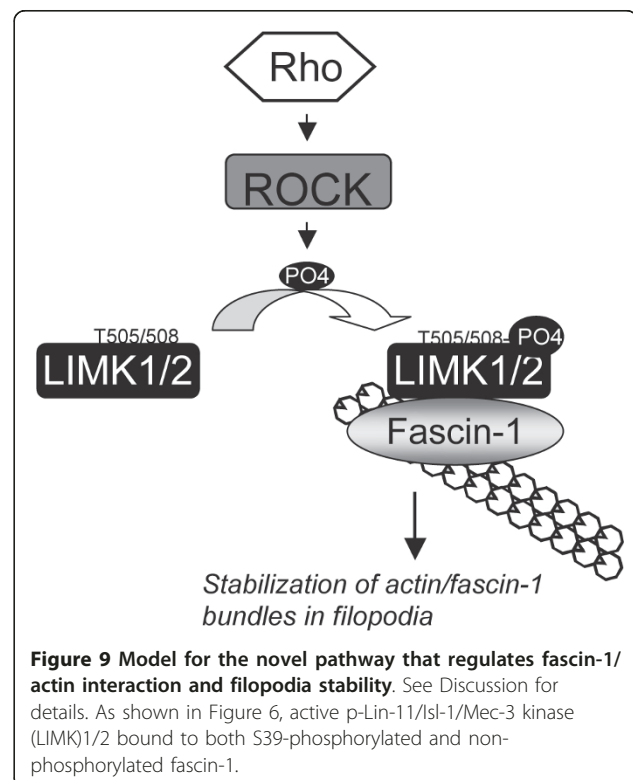 Rho
ROCK
PO4
T505/508
LIMK1/2
T505/508-PO4
LIMK1/2
Fascin-1
Stabilization of actin/fascin-1
bundles in filopodia
Figure 9 Model for the novel pathway that regulates fascin-1/
actin interaction and filopodia stability. See Discussion for
details. As shown in Figure 6, active p-Lin-11/Isl-1/Mec-3 kinase
(LIMK)1/2 bound to both S39-phosphorylated and non-
phosphorylated fascin-1.